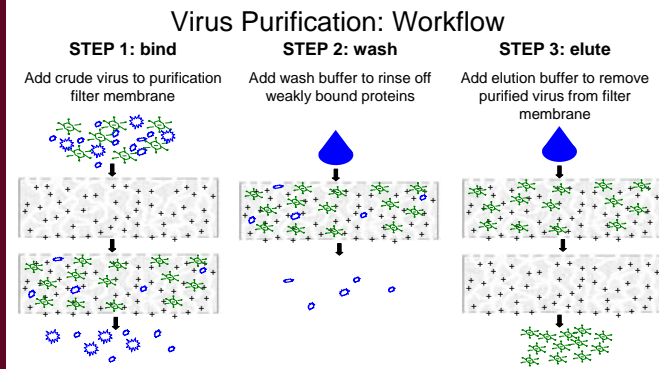 Virus Purification: Workflow
STEP 1: bind
Add crude virus to purification
filter membrane
STEP 2: wash
Add wash buffer to rinse off
weakly bound proteins
STEP 3: elute
Add elution buffer to remove
purified virus from filter
membrane